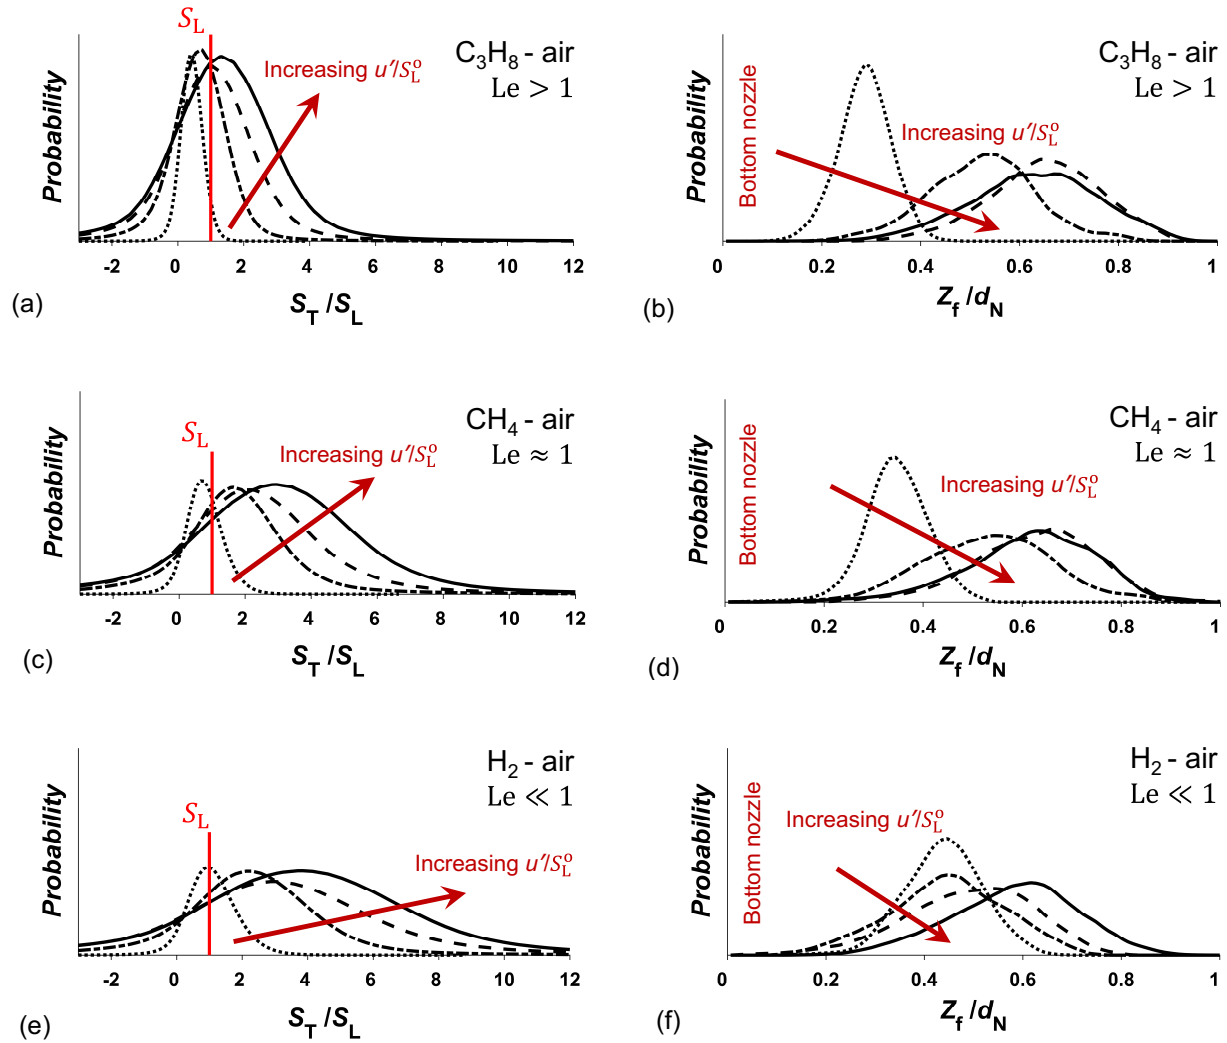 S_L
C₃H₈ - air
Le > 1
Increasing u'/S_L^o
Probability
-2 0 2 4 6 8 10 12
(a)
S_T /S_L
C₃H₈ - air
Le > 1
Bottom nozzle
Increasing u'/S_L^o
Probability
0 0.2 0.4 0.6 0.8 1
(b)
Z_f/d_N
CH₄ - air
Le ≈ 1
S_L
Increasing u'/S_L^o
Probability
-2 0 2 4 6 8 10 12
(c)
S_T /S_L
CH₄ - air
Le ≈ 1
Bottom nozzle
Increasing u'/S_L^o
Probability
0 0.2 0.4 0.6 0.8 1
(d)
Z_f/d_N
H₂ - air
Le ≪ 1
S_L
Increasing u'/S_L^o
Probability
-2 0 2 4 6 8 10 12
(e)
S_T /S_L
H₂ - air
Le ≪ 1
Bottom nozzle
Increasing u'/S_L^o
Probability
0 0.2 0.4 0.6 0.8 1
(f)
Z_f/d_N